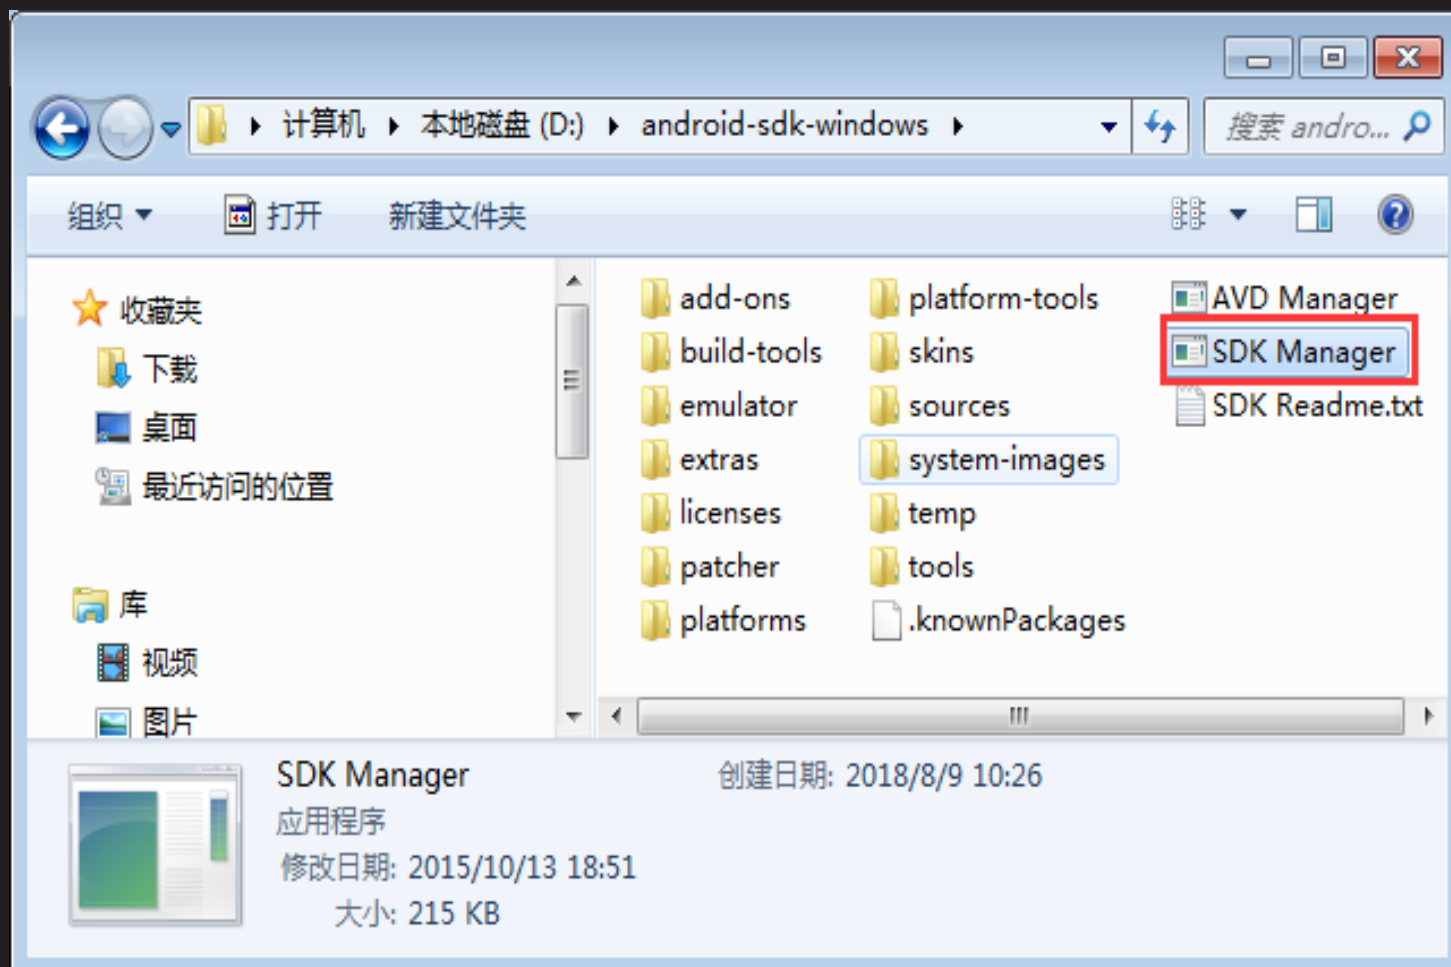 计算机 本地磁盘 (D:) android-sdk-windows
搜索 andro...
组织 打开 新建文件夹
收藏夹
下载
桌面
最近访问的位置
库
视频
图片
add-ons
build-tools
emulator
extras
licenses
patcher
platforms
platform-tools
skins
sources
system-images
temp
tools
.knownPackages
AVD Manager
SDK Manager
SDK Readme.txt
SDK Manager
应用程序
修改日期: 2015/10/13 18:51
大小: 215 KB
创建日期: 2018/8/9 10:26